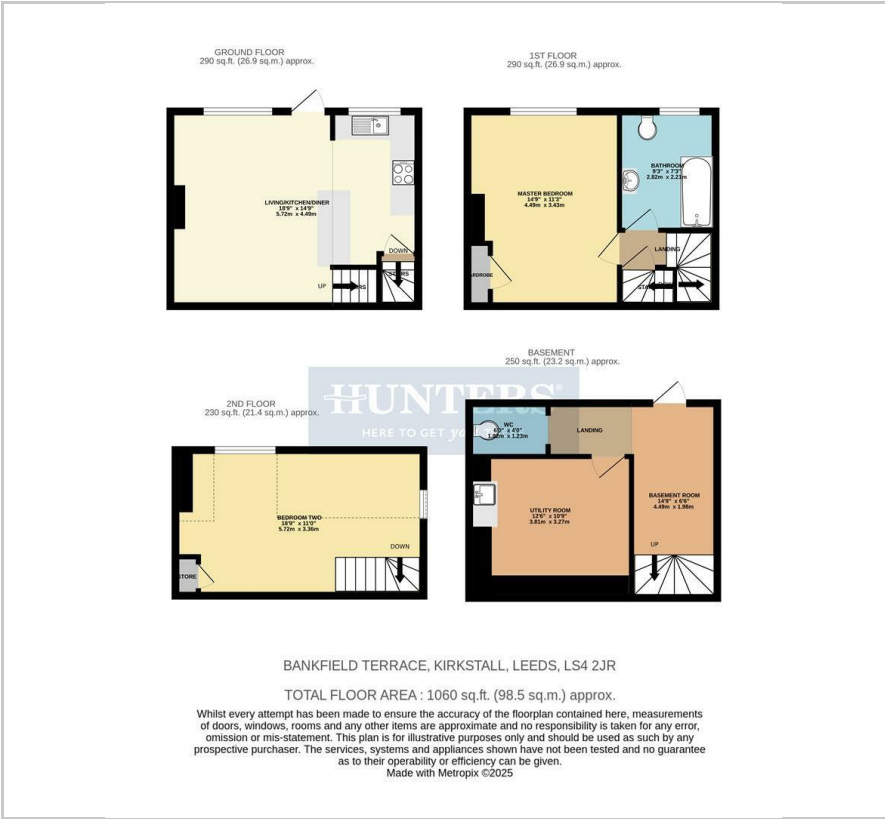 GROUND FLOOR
290 sq.ft. (26.9 sq.m.) approx.
LIVING/KITCHEN/DINER
18'9" x 14'9"
5.72m x 4.49m
DOWN
STAIRS
UP
1ST FLOOR
290 sq.ft. (26.9 sq.m.) approx.
MASTER BEDROOM
14'9" x 11'3"
4.49m x 3.43m
BATHROOM
9'3" x 7'3"
2.82m x 2.21m
LANDING
2ND FLOOR
230 sq.ft. (21.4 sq.m.) approx.
BEDROOM TWO
18'9" x 11'0"
5.72m x 3.36m
DOWN
STORE
BASEMENT
250 sq.ft. (23.2 sq.m.) approx.
WC
1.23m
LANDING
UTILITY ROOM
12'6" x 10'9"
3.81m x 3.27m
BASEMENT ROOM
14'9" x 6'6"
4.49m x 1.98m
UP
HUNTERS®
HERE TO GET you
BANKFIELD TERRACE, KIRKSTALL, LEEDS, LS4 2JR
TOTAL FLOOR AREA : 1060 sq.ft. (98.5 sq.m.) approx.
Whilst every attempt has been made to ensure the accuracy of the floorplan contained here, measurements
of doors, windows, rooms and any other items are approximate and no responsibility is taken for any error,
omission or mis-statement. This plan is for illustrative purposes only and should be used as such by any
prospective purchaser. The services, systems and appliances shown have not been tested and no guarantee
as to their operability or efficiency can be given.
Made with Metropix ©2025